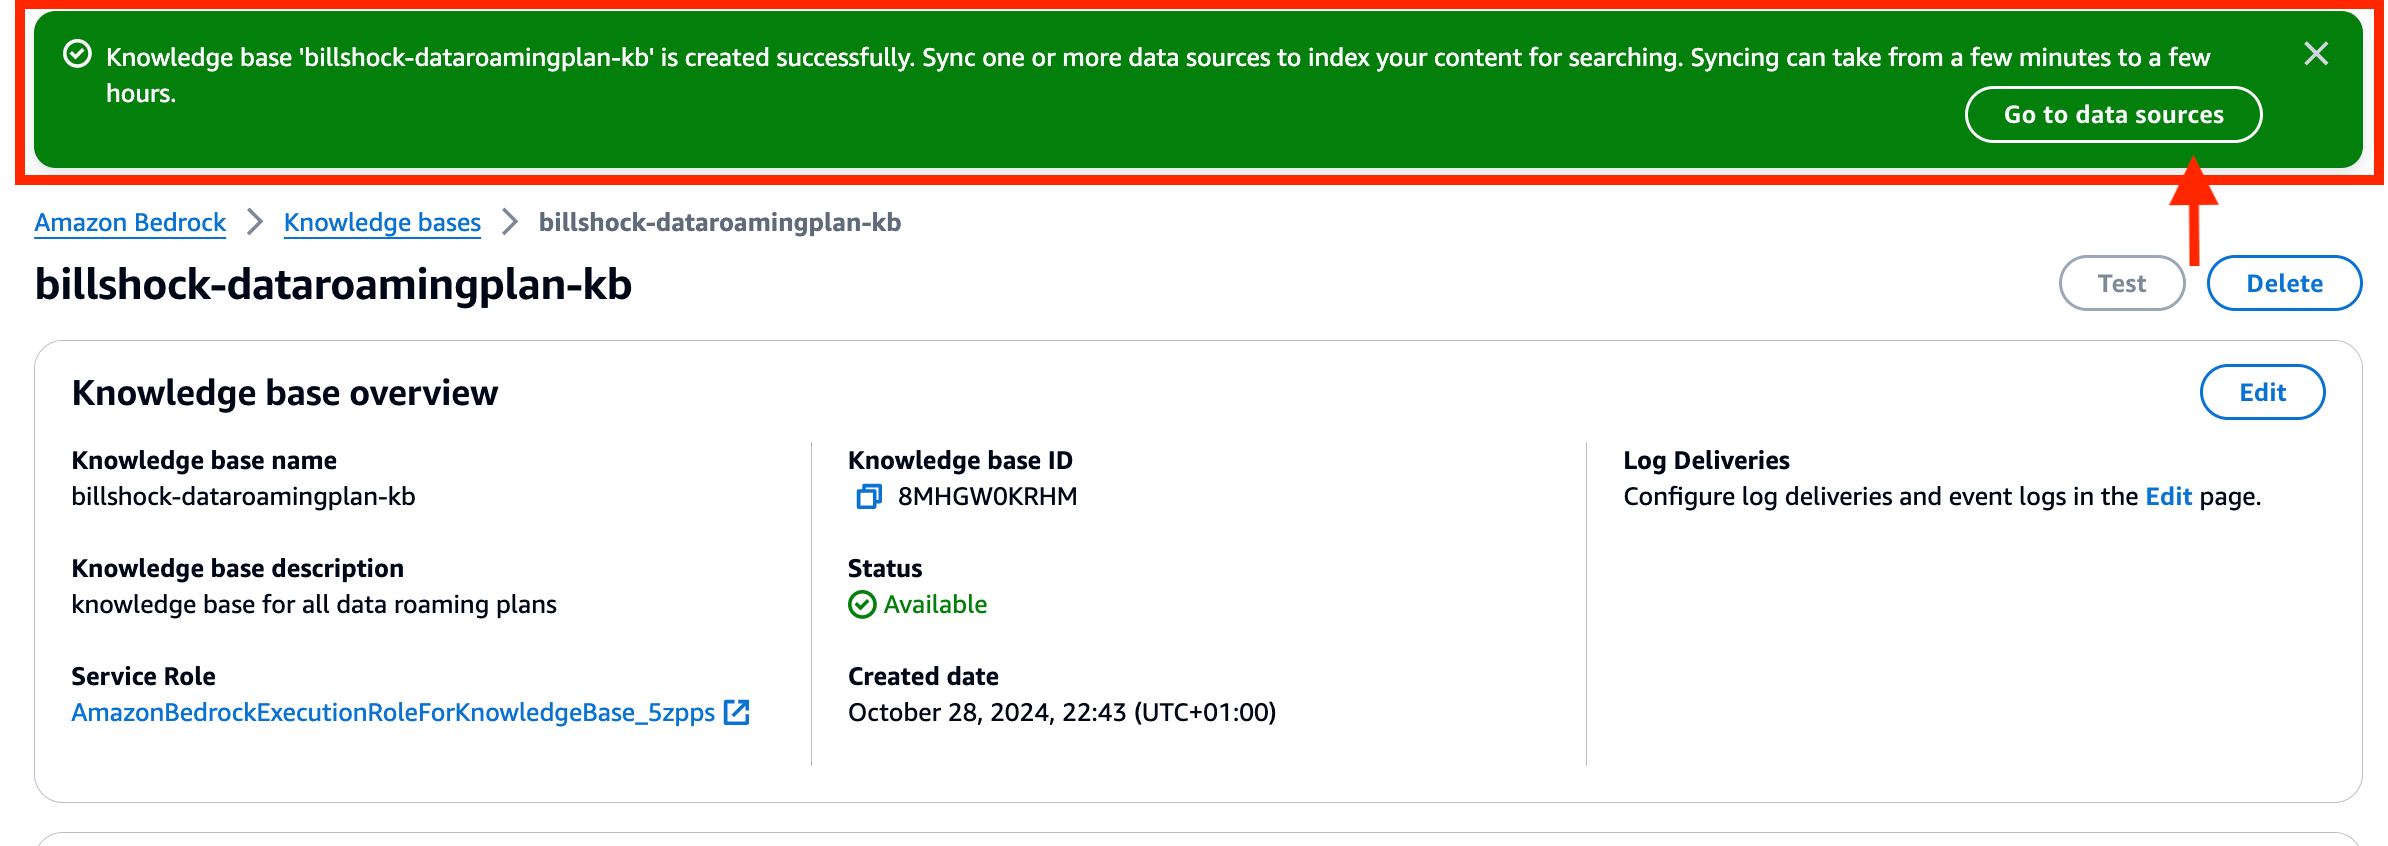 Knowledge base 'billshock-dataroamingplan-kb' is created successfully. Sync one or more data sources to index your content for searching. Syncing can take from a few minutes to a few
hours.
Go to data sources
Amazon Bedrock
Knowledge bases
billshock-dataroamingplan-kb
billshock-dataroamingplan-kb
Test
Delete
Knowledge base overview
Edit
Knowledge base name
billshock-dataroamingplan-kb
Knowledge base description
knowledge base for all data roaming plans
Service Role
AmazonBedrockExecutionRoleForKnowledgeBase_5zpps
Knowledge base ID
8MHGW0KRHM
Status
Available
Created date
October 28, 2024, 22:43 (UTC+01:00)
Log Deliveries
Configure log deliveries and event logs in the Edit page.